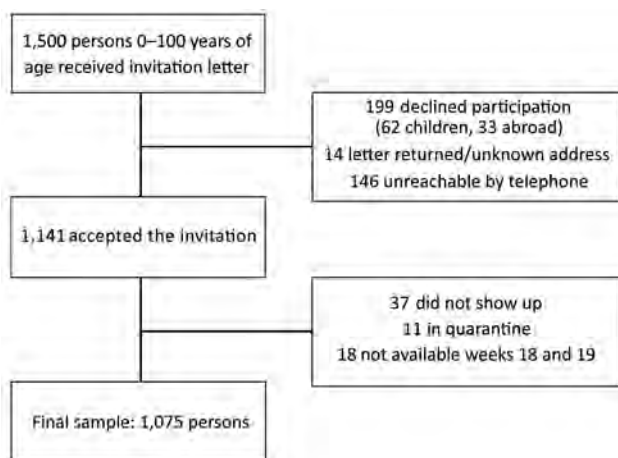 1,500 persons 0–100 years of
age received invitation letter
199 declined participation
(62 children, 33 abroad)
14 letter returned/unknown address
146 unreachable by telephone
1,141 accepted the invitation
37 did not show up
11 in quarantine
18 not available weeks 18 and 19
Final sample: 1,075 persons